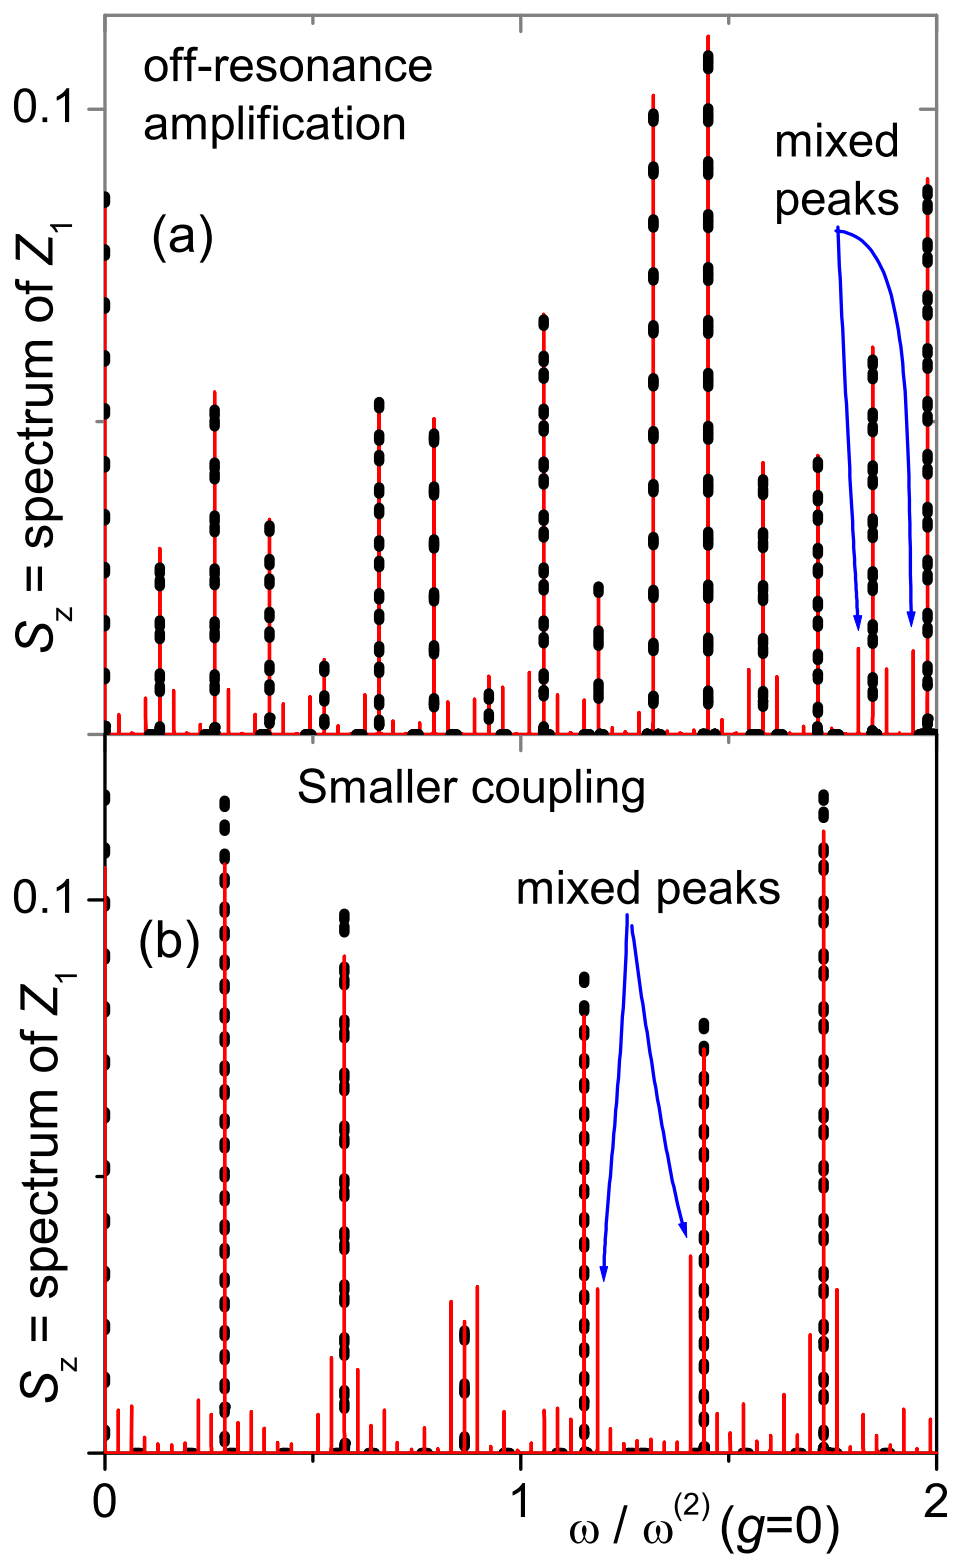 off-resonance
amplification
0.1
mixed
peaks
(a)
S_z = spectrum of Z_1
Smaller coupling
0.1
mixed peaks
(b)
S_z = spectrum of Z_1
0
1
2
ω / ω^(2) (g=0)